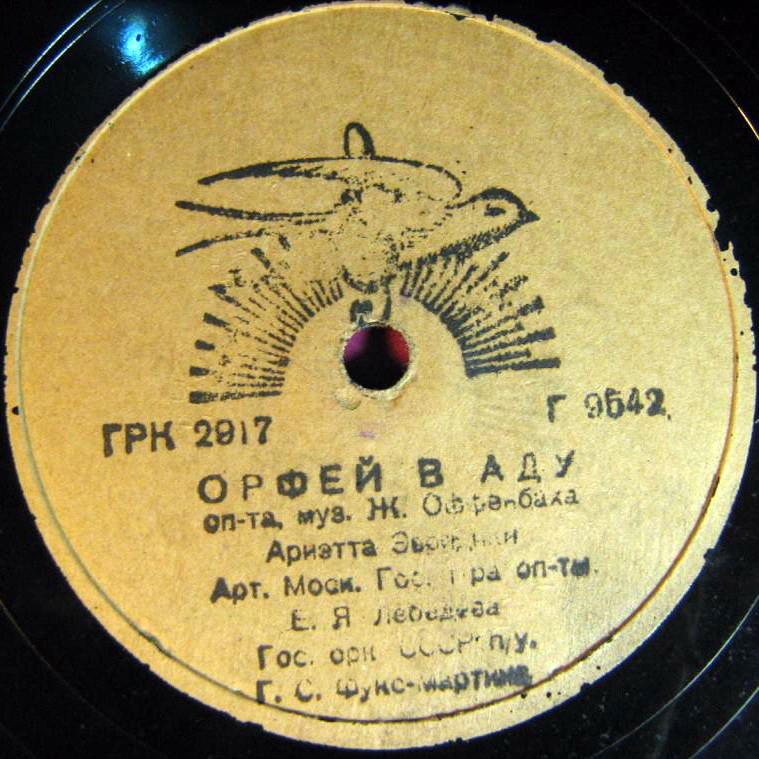 ГРК 2917
Г 9542
ОРФЕЙ В АДУ
оп-та, муз. Ж. Оффенбаха
Ариэтта
Арт. Моск. Гос. т-ра оп-ты.
Е. Я Лебедева
Гос. орк СССР п/у.
Г. С. Фукс-Мартина